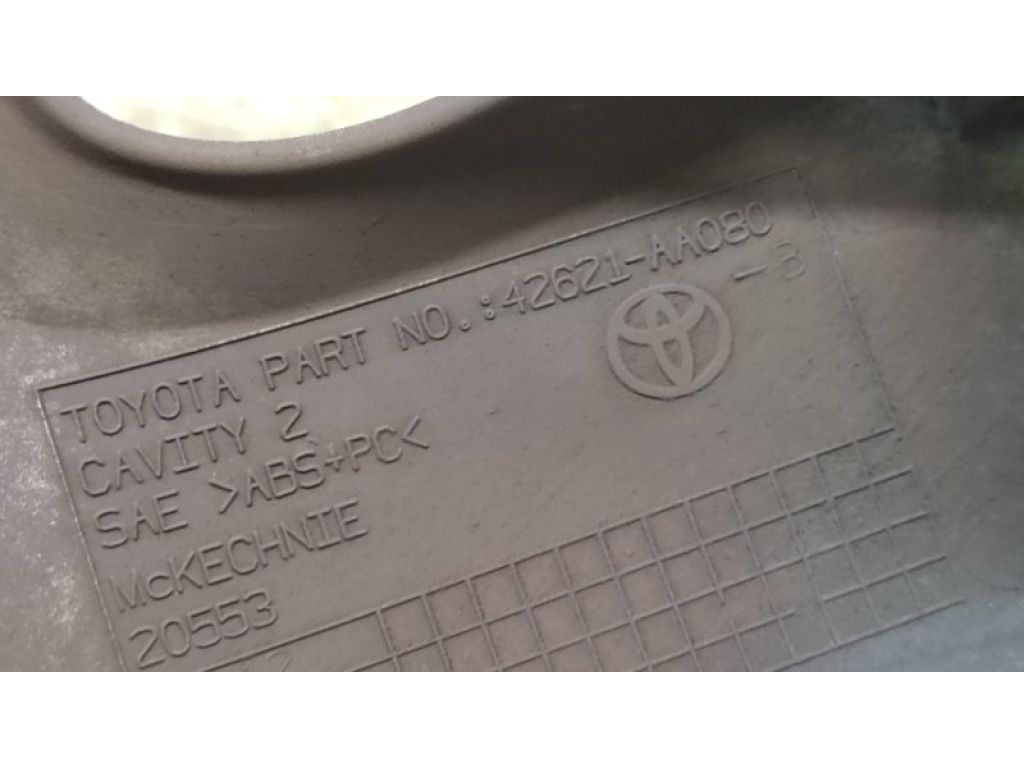 TOYOTA PART NO.:42621-AA080
-B
CAVITY 2
SAE >ABS+PC<
McKECHNIE
20553